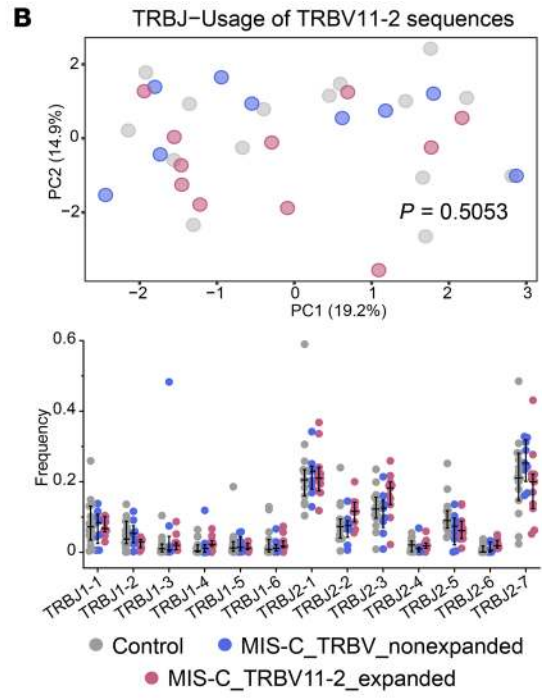 B
TRBJ−Usage of TRBV11-2 sequences
PC2 (14.9%)
2
0
−2
P = 0.5053
−2 −1 0 1 2 3
PC1 (19.2%)
Frequency
0.6
0.4
0.2
0
TRBJ1-1 TRBJ1-2 TRBJ1-3 TRBJ1-4 TRBJ1-5 TRBJ1-6 TRBJ2-1 TRBJ2-2 TRBJ2-3 TRBJ2-4 TRBJ2-5 TRBJ2-6 TRBJ2-7
Control MIS-C_TRBV_nonexpanded
MIS-C_TRBV11-2_expanded